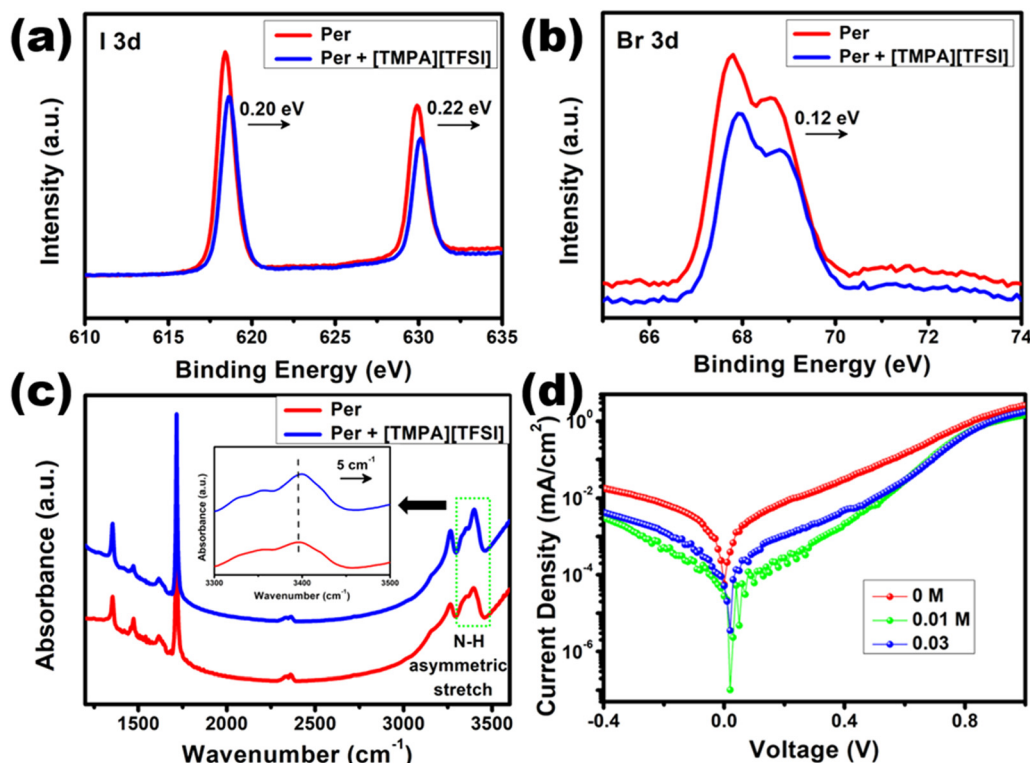 (a)
I 3d
Per
Per + [TMPA][TFSI]
0.20 eV
0.22 eV
Intensity (a.u.)
610 615 620 625 630 635
Binding Energy (eV)
(b)
Br 3d
Per
Per + [TMPA][TFSI]
0.12 eV
Intensity (a.u.)
66 68 70 72 74
Binding Energy (eV)
(c)
Per
Per + [TMPA][TFSI]
5 cm⁻¹
Absorbance (a.u.)
3300 3400 3500
Wavenumber (cm⁻¹)
N-H
asymmetric
stretch
Absorbance (a.u.)
1500 2000 2500 3000 3500
Wavenumber (cm⁻¹)
(d)
10⁰
10⁻²
10⁻⁴
10⁻⁶
0 M
0.01 M
0.03
Current Density (mA/cm²)
-0.4 0.0 0.4 0.8
Voltage (V)